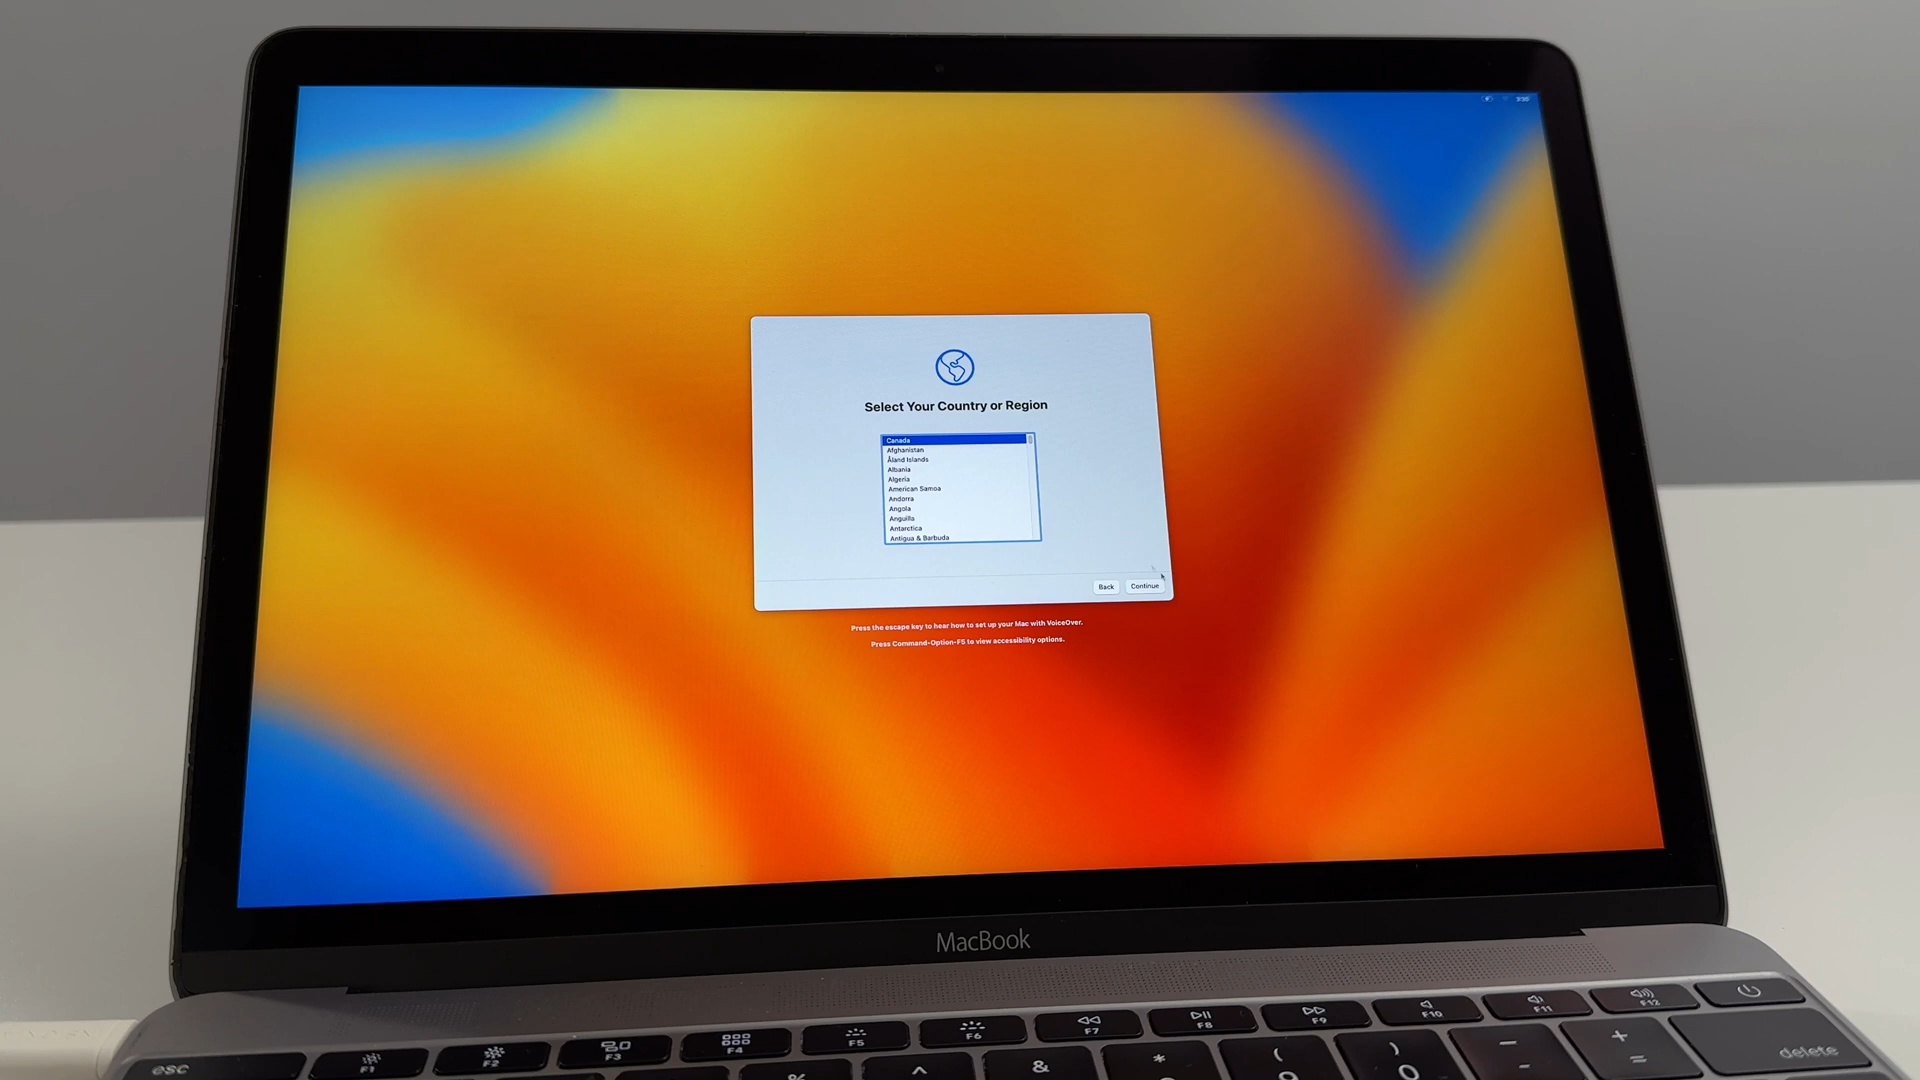 Select Your Country or Region
Canada
Afghanistan
Åland Islands
Albania
Algeria
American Samoa
Andorra
Angola
Anguilla
Antarctica
Antigua & Barbuda
Back
Continue
Press the escape key to hear how to set up your Mac with VoiceOver.
Press Command-Option-F5 to view accessibility options.
MacBook
esc
F1
F2
F3
F4
F5
F6
F7
F8
F9
F10
F11
F12
^
&
*
(
)
0
+
=
delete